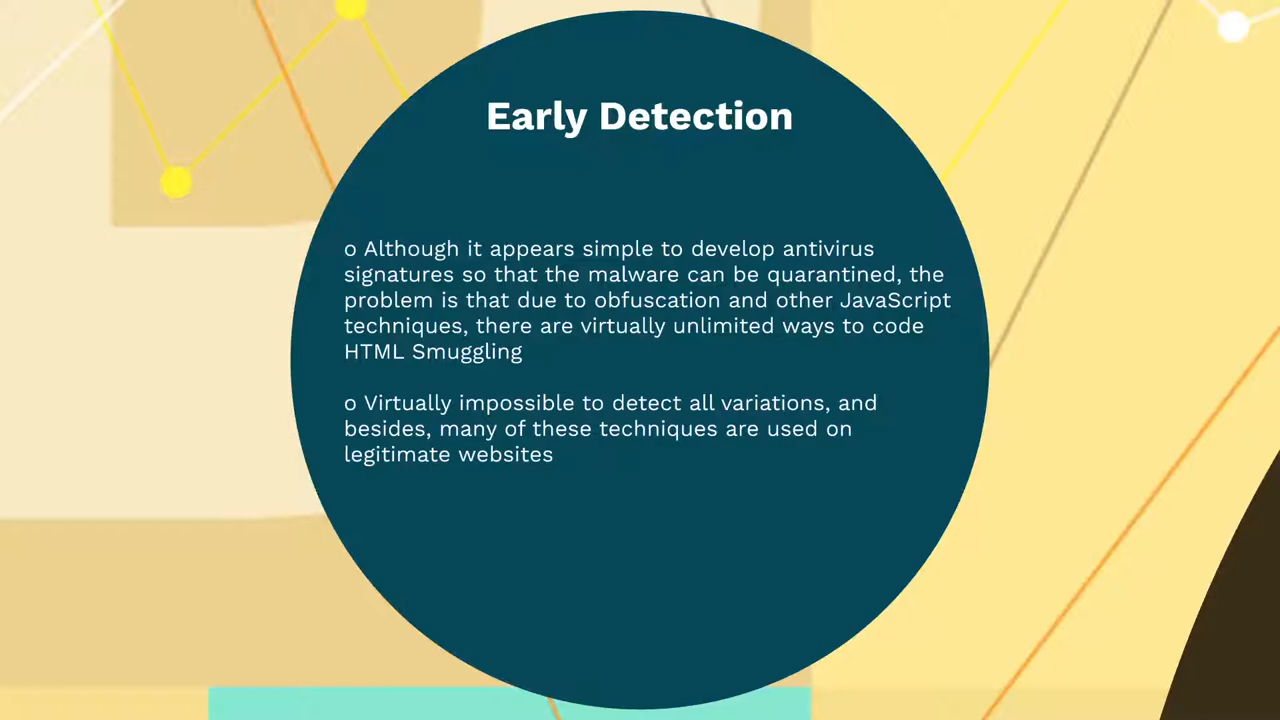 Early Detection
o Although it appears simple to develop antivirus
signatures so that the malware can be quarantined, the
problem is that due to obfuscation and other JavaScript
techniques, there are virtually unlimited ways to code
HTML Smuggling
o Virtually impossible to detect all variations, and
besides, many of these techniques are used on
legitimate websites